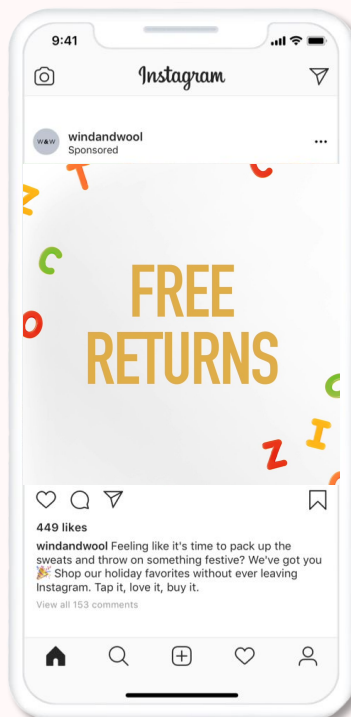 9:41
Instagram
W&W
windandwool
Sponsored
Z
T
C
C
O
FREE
RETURNS
C
I
Z
449 likes
windandwool Feeling like it's time to pack up the
sweats and throw on something festive? We've got you
🎉 Shop our holiday favorites without ever leaving
Instagram. Tap it, love it, buy it.
View all 153 comments